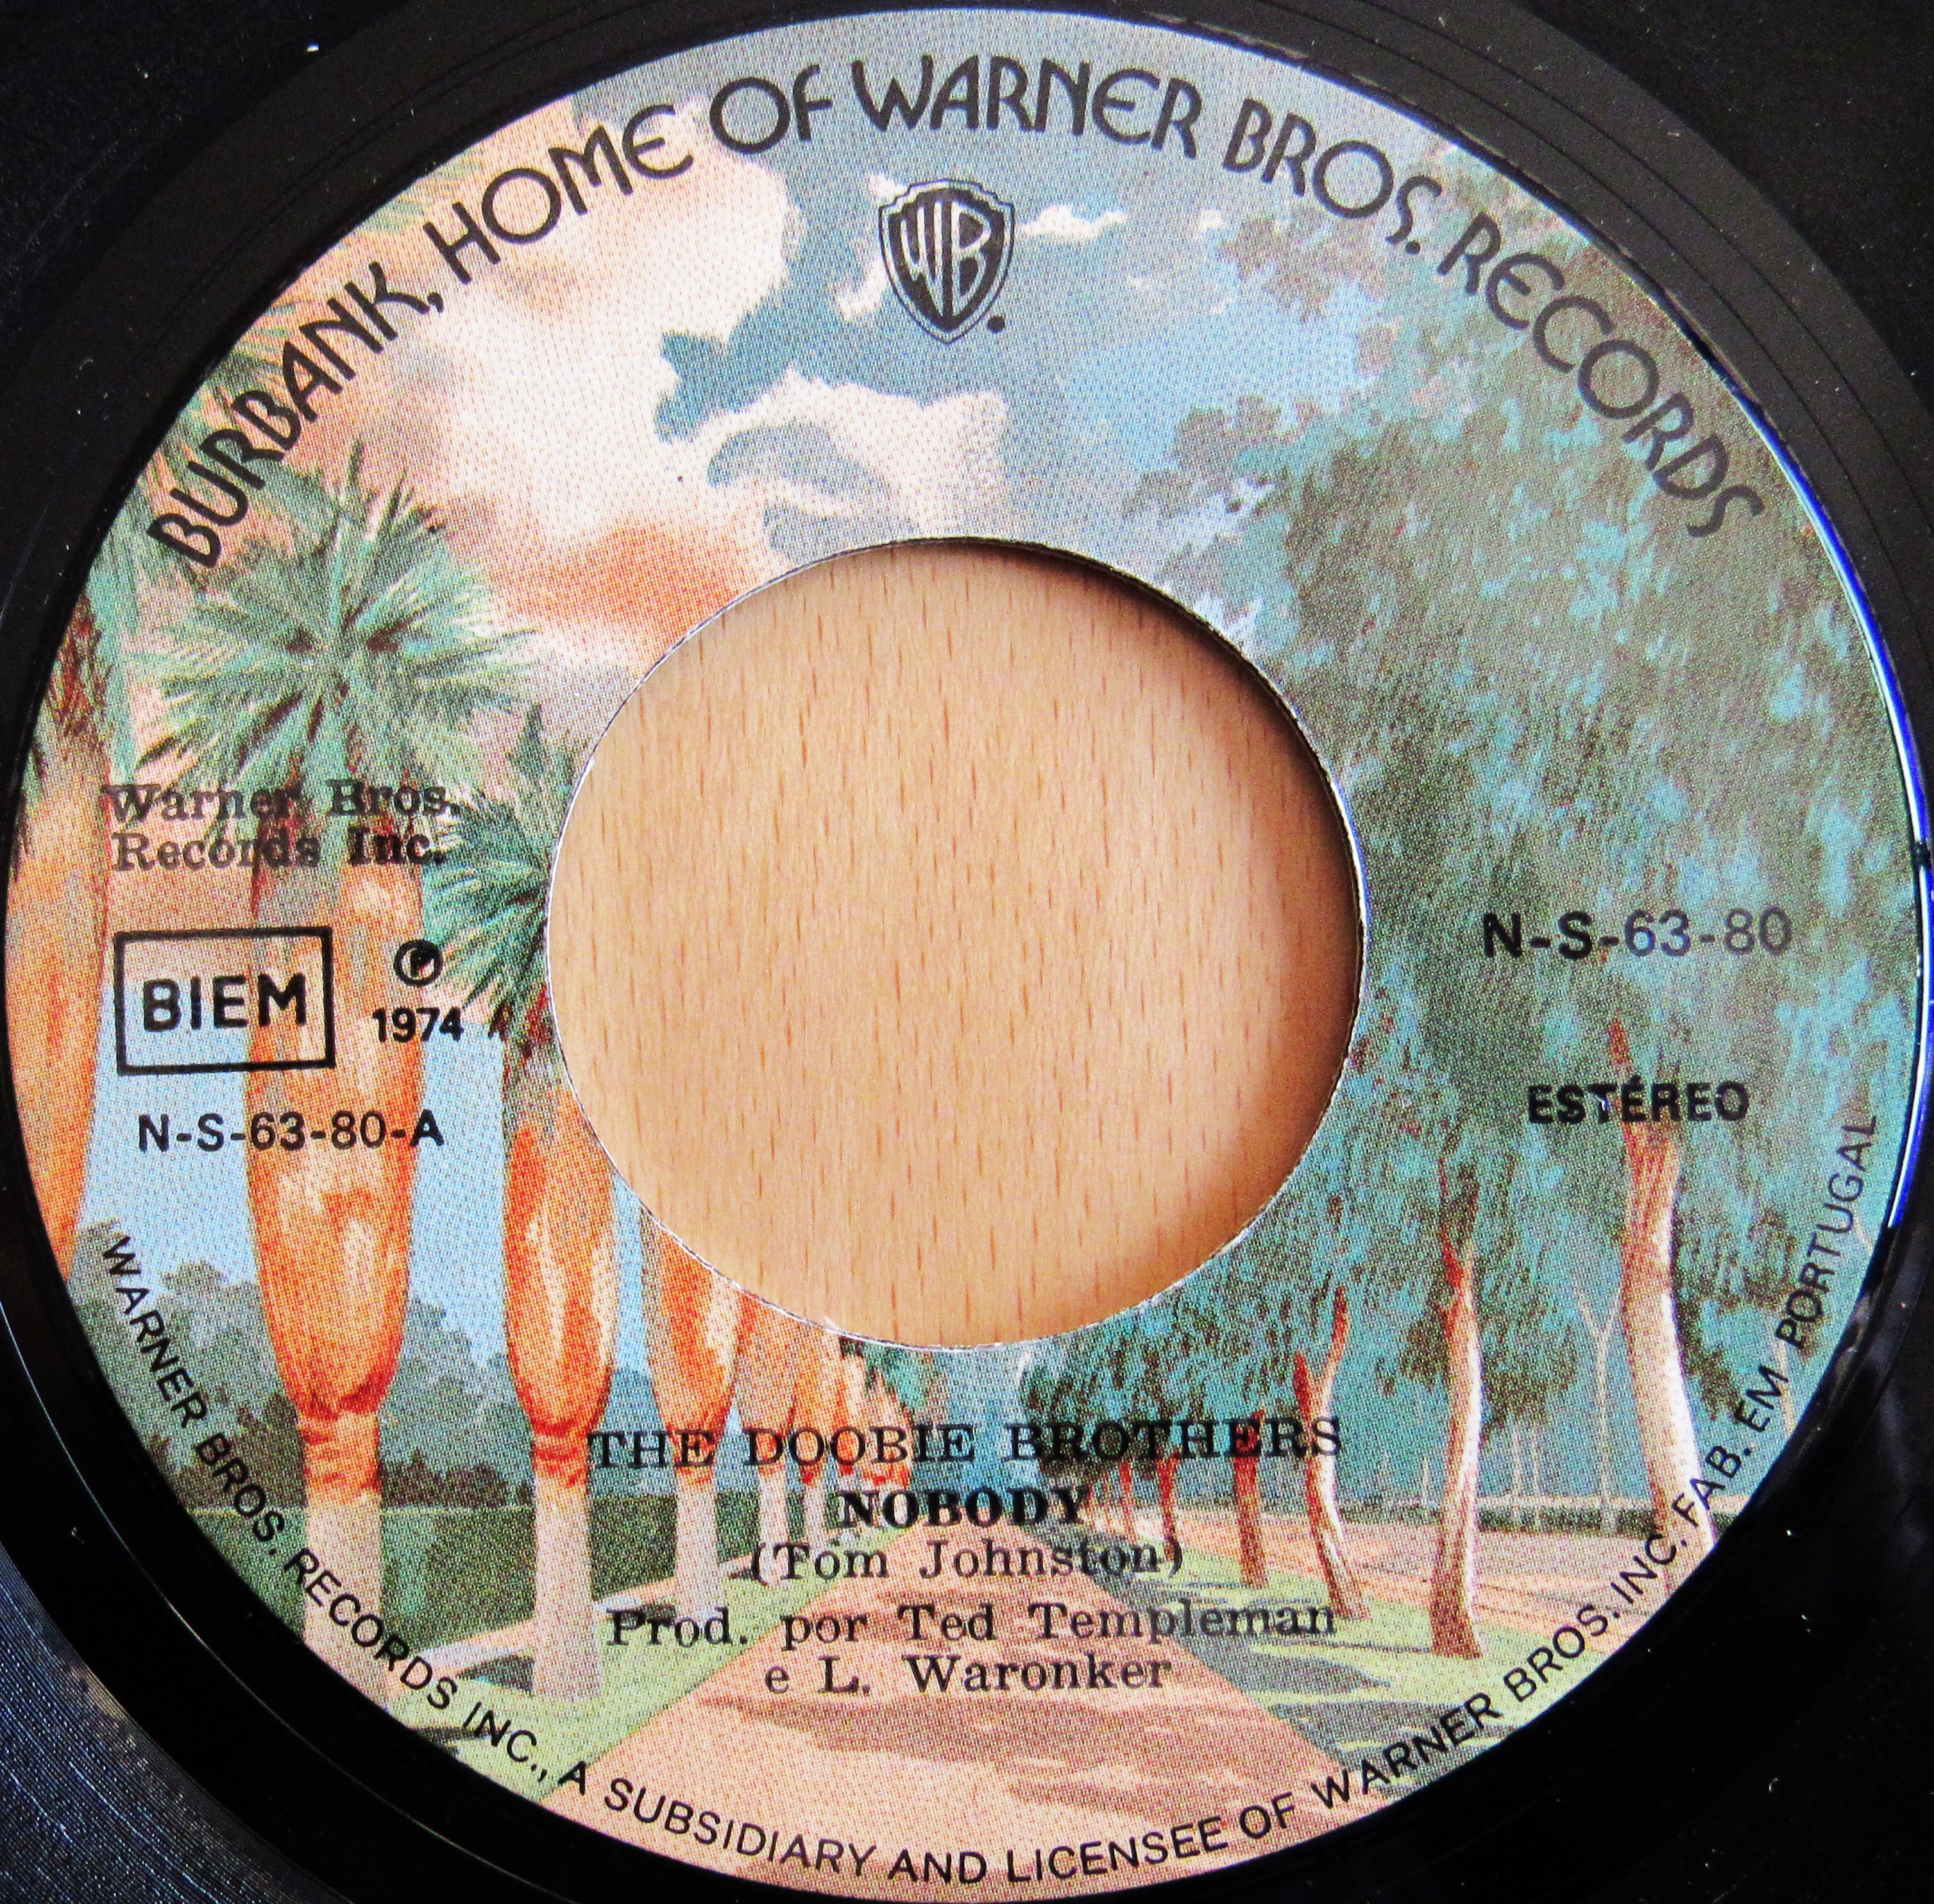 BURBANK, HOME OF WARNER BROS. RECORDS
WB
Warner Bros.
Records Inc.
BIEM
℗
1974
N-S-63-80-A
N-S-63-80
ESTÉREO
THE DOOBIE BROTHERS
NOBODY
(Tom Johnston)
Prod. por Ted Templeman
e L. Waronker
WARNER BROS. RECORDS INC., A SUBSIDIARY AND LICENSEE OF WARNER BROS. INC. FAB. EM PORTUGAL